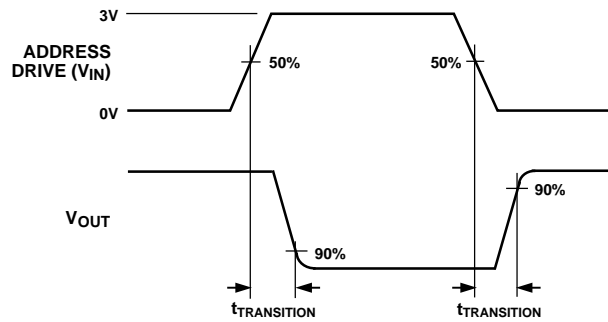 3V
ADDRESS
DRIVE (VIN)
50%
50%
0V
VOUT
90%
90%
tTRANSITION
tTRANSITION